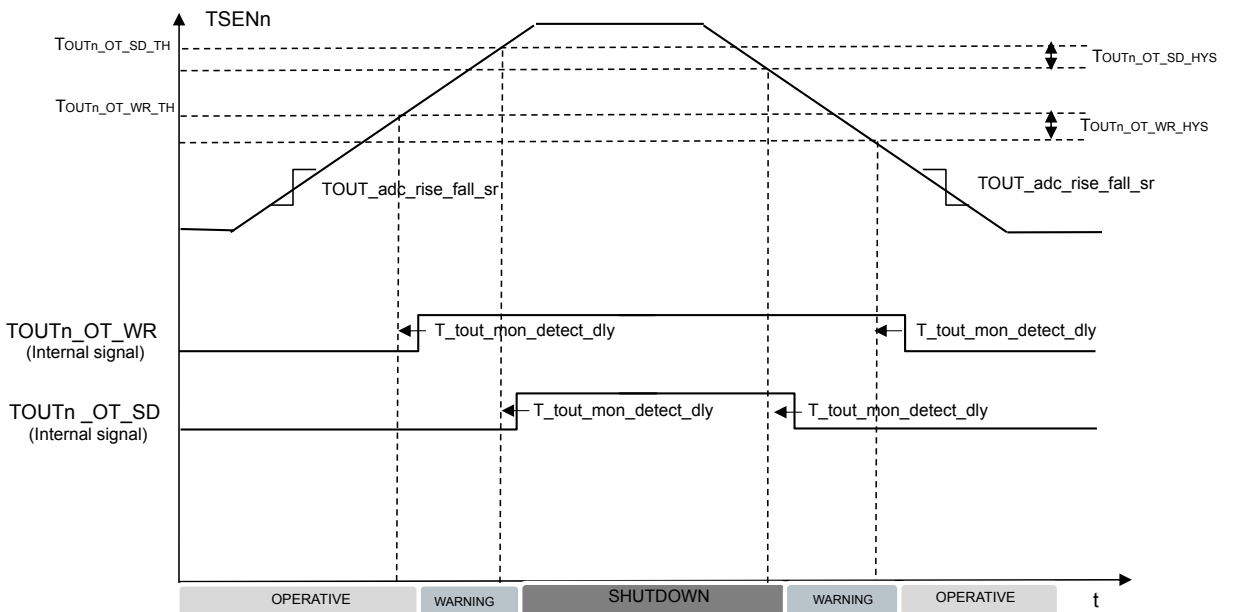 TSENn
TOUTn_OT_SD_TH
TOUTn_OT_SD_HYS
TOUTn_OT_WR_TH
TOUTn_OT_WR_HYS
TOUT_adc_rise_fall_sr
TOUT_adc_rise_fall_sr
TOUTn_OT_WR
(Internal signal)
T_tout_mon_detect_dly
T_tout_mon_detect_dly
TOUTn _OT_SD
(Internal signal)
T_tout_mon_detect_dly
T_tout_mon_detect_dly
OPERATIVE
WARNING
SHUTDOWN
WARNING
OPERATIVE
t